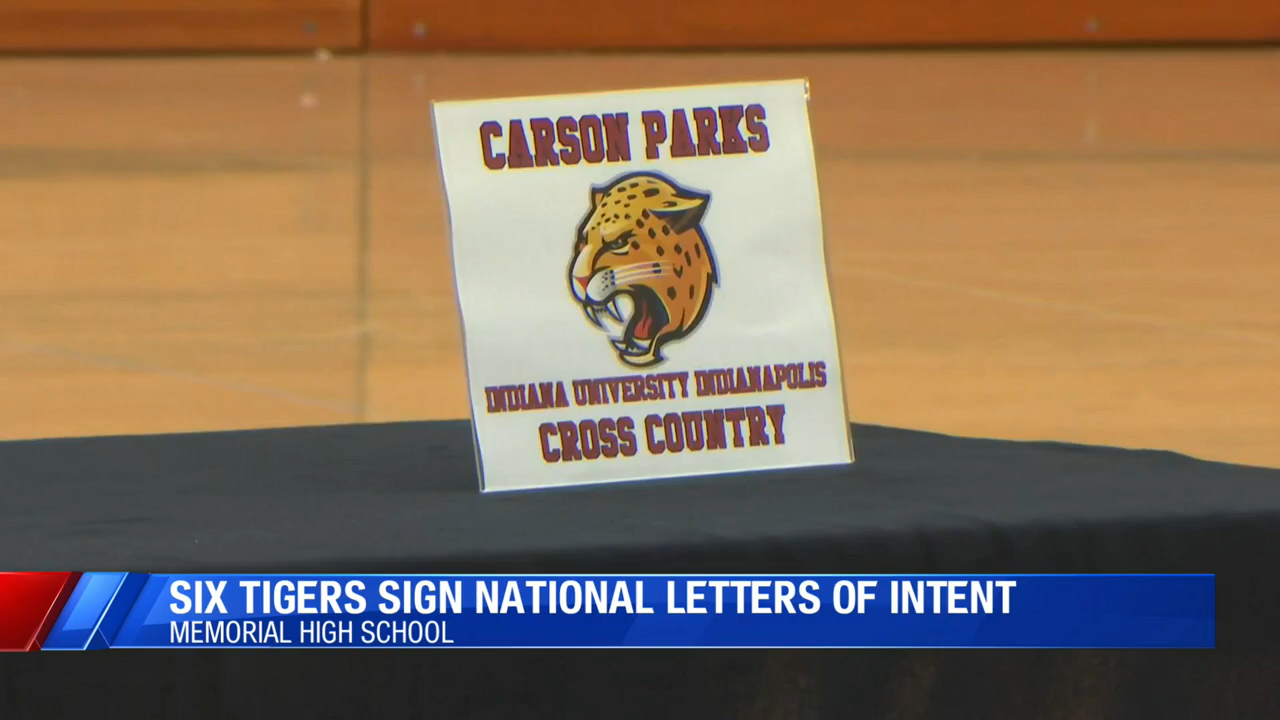 CARSON PARKS
INDIANA UNIVERSITY INDIANAPOLIS
CROSS COUNTRY
SIX TIGERS SIGN NATIONAL LETTERS OF INTENT
MEMORIAL HIGH SCHOOL